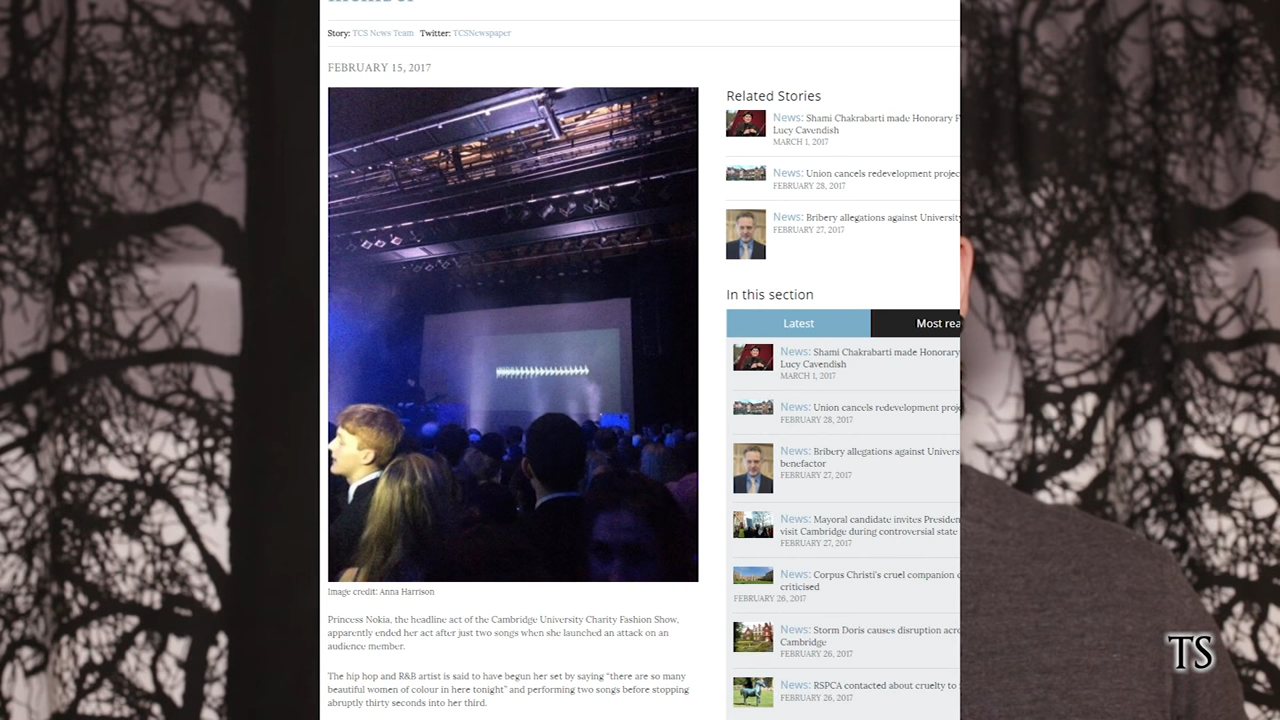 Story: TCS News Team Twitter: TCSNewspaper
FEBRUARY 15, 2017
Image credit: Anna Harrison
Princess Nokia, the headline act of the Cambridge University Charity Fashion Show,
apparently ended her act after just two songs when she launched an attack on an
audience member.
The hip hop and R&B artist is said to have begun her set by saying “there are so many
beautiful women of colour in here tonight” and performing two songs before stopping
abruptly thirty seconds into her third.
Related Stories
News: Shami Chakrabarti made Honorary F
Lucy Cavendish
MARCH 1, 2017
News: Union cancels redevelopment projec
FEBRUARY 28, 2017
News: Bribery allegations against University
FEBRUARY 27, 2017
In this section
Latest
Most rea
News: Shami Chakrabarti made Honorary
Lucy Cavendish
MARCH 1, 2017
News: Union cancels redevelopment proj
FEBRUARY 28, 2017
News: Bribery allegations against Univers
benefactor
FEBRUARY 27, 2017
News: Mayoral candidate invites Presiden
visit Cambridge during controversial state
FEBRUARY 27, 2017
News: Corpus Christi's cruel companion
criticised
FEBRUARY 26, 2017
News: Storm Doris causes disruption acr
Cambridge
FEBRUARY 26, 2017
News: RSPCA contacted about cruelty to
FEBRUARY 26, 2017
TS